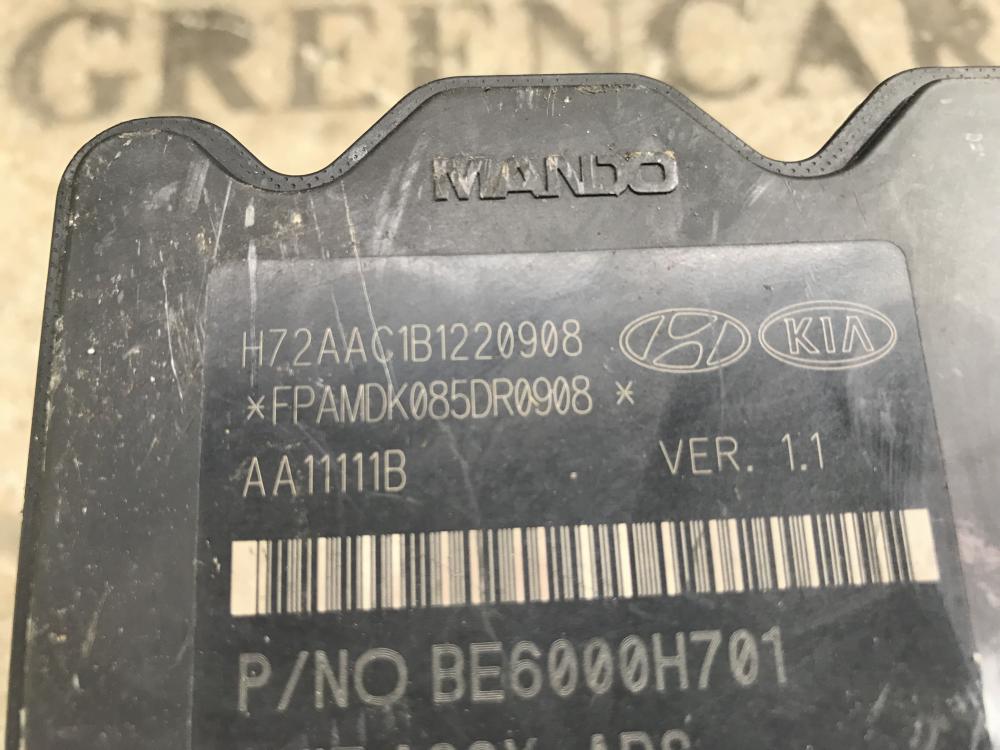 GREENCAR
MANDO
H72AAC1B1220908 KIA
*FPAMDK085DR0908 *
AA11111B VER. 1.1
P/NO BE6000H701